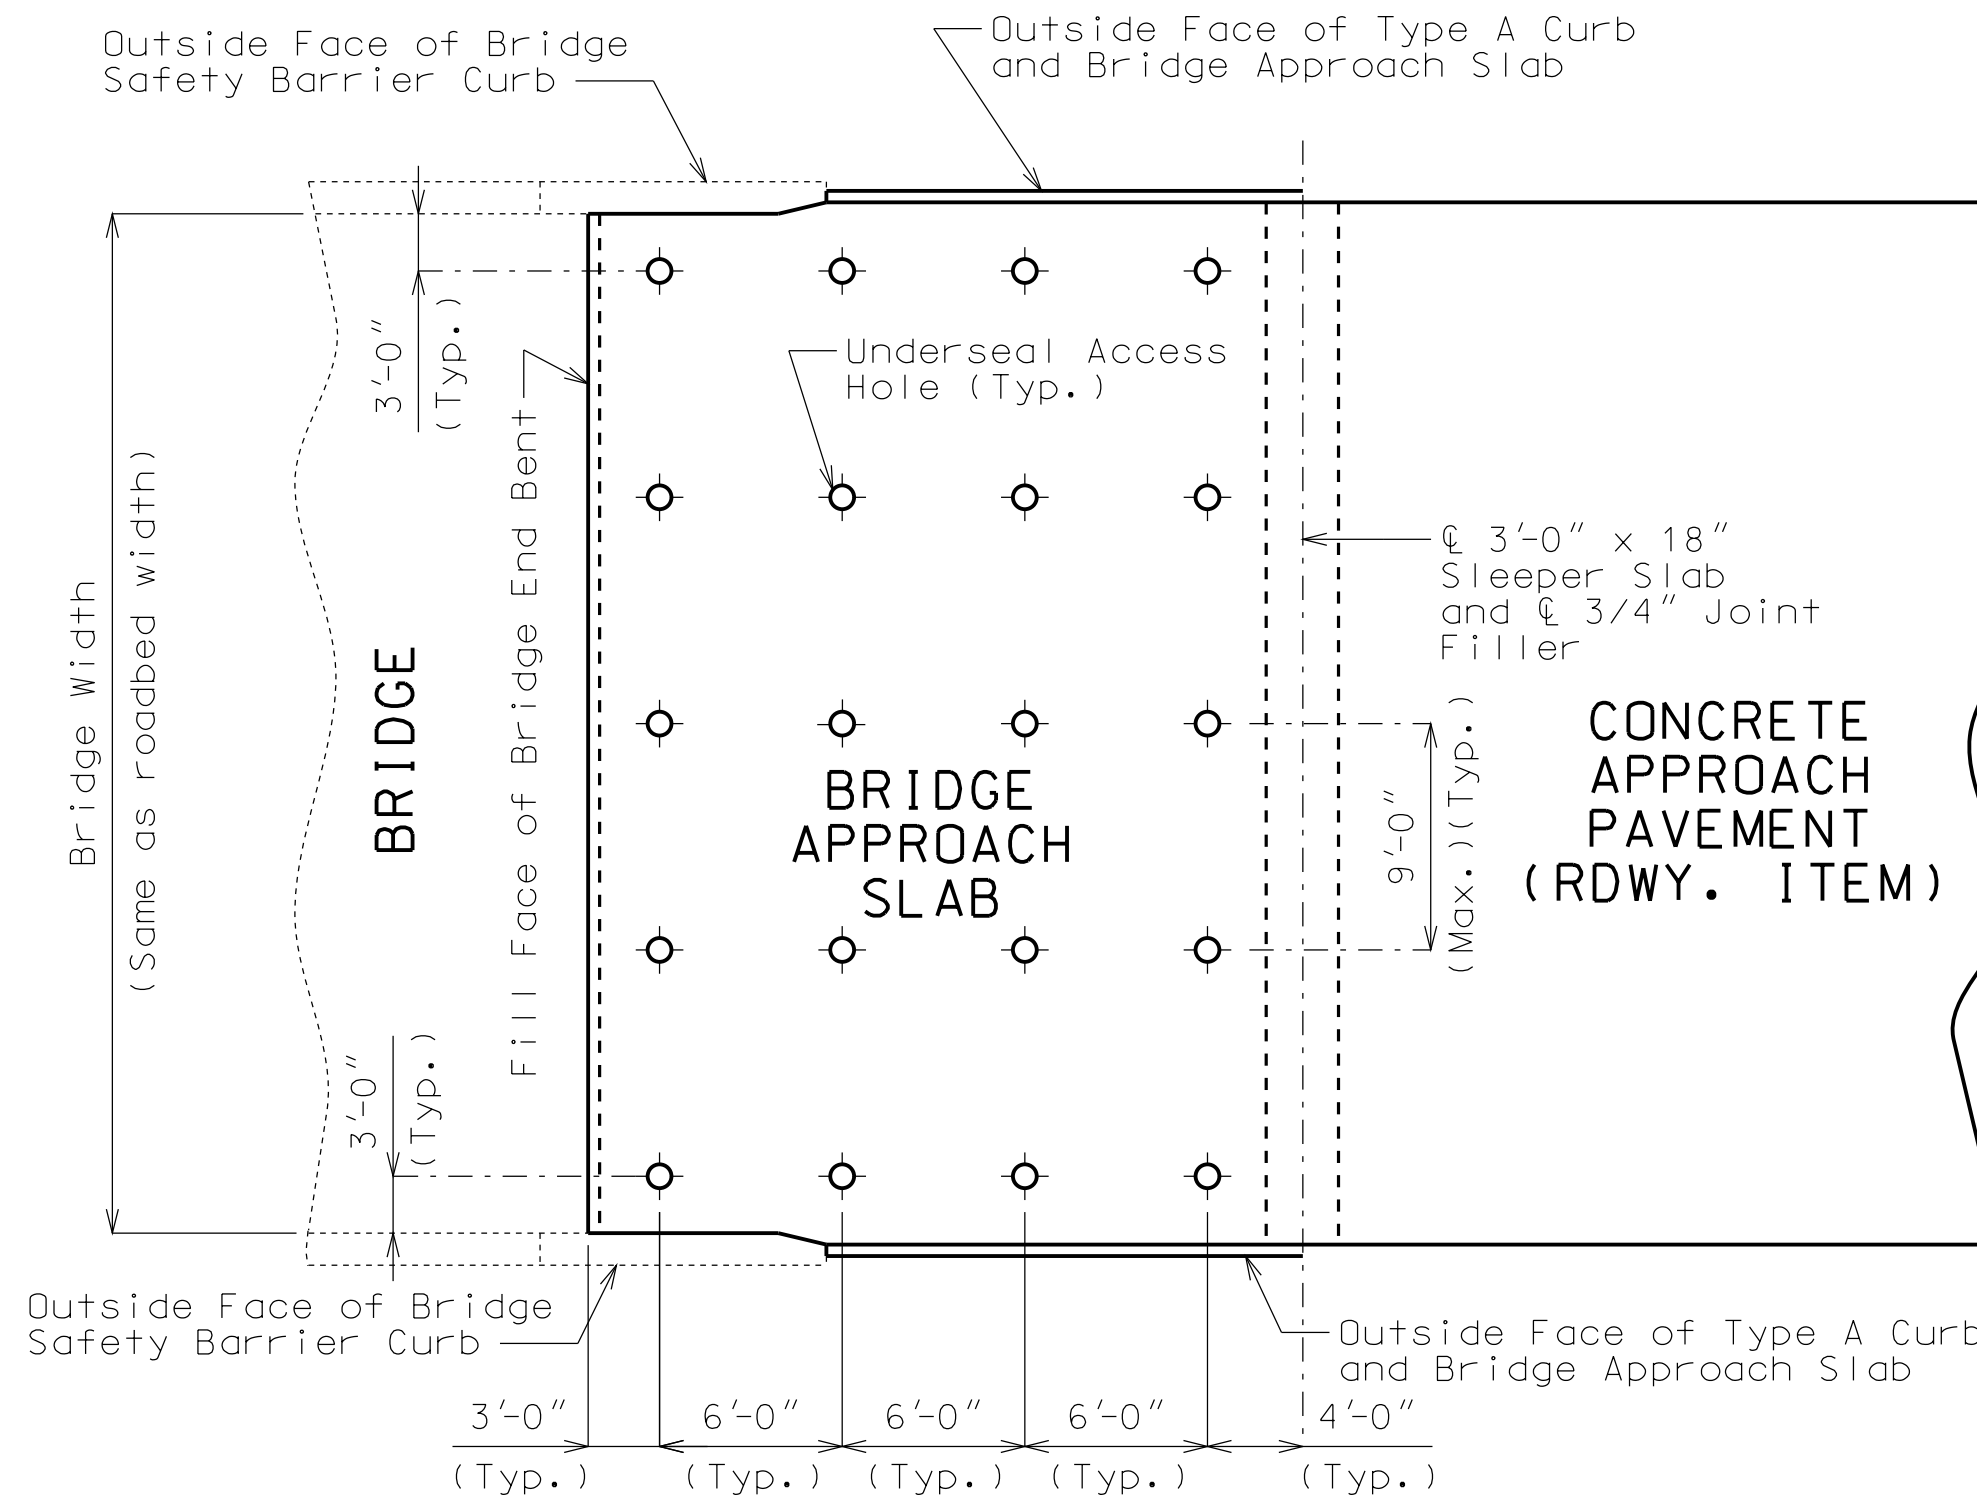 Outside Face of Bridge
Safety Barrier Curb
Outside Face of Type A Curb
and Bridge Approach Slab
3'-0"
(Typ.)
Underseal Access
Hole (Typ.)
Bridge Width
(Same as roadbed width)
BRIDGE
Fill Face of Bridge End Bent
℄ 3'-0" x 18"
Sleeper Slab
and ℄ 3/4" Joint
Filler
BRIDGE
APPROACH
SLAB
9'-0"
(Max.)(Typ.)
CONCRETE
APPROACH
PAVEMENT
(RDWY. ITEM)
3'-0"
(Typ.)
Outside Face of Bridge
Safety Barrier Curb
Outside Face of Type A Curb
and Bridge Approach Slab
3'-0"
(Typ.)
6'-0"
(Typ.)
6'-0"
(Typ.)
6'-0"
(Typ.)
4'-0"
(Typ.)